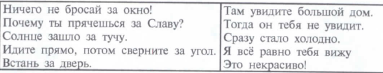 Ничего не бросай за окно!
Почему ты прячешься за Славу?
Солнце зашло за тучу.
Идите прямо, потом сверните за угол.
Встань за дверь.
Там увидите большой дом.
Тогда он тебя не увидит.
Сразу стало холодно.
Я всё равно тебя вижу
Это некрасиво!